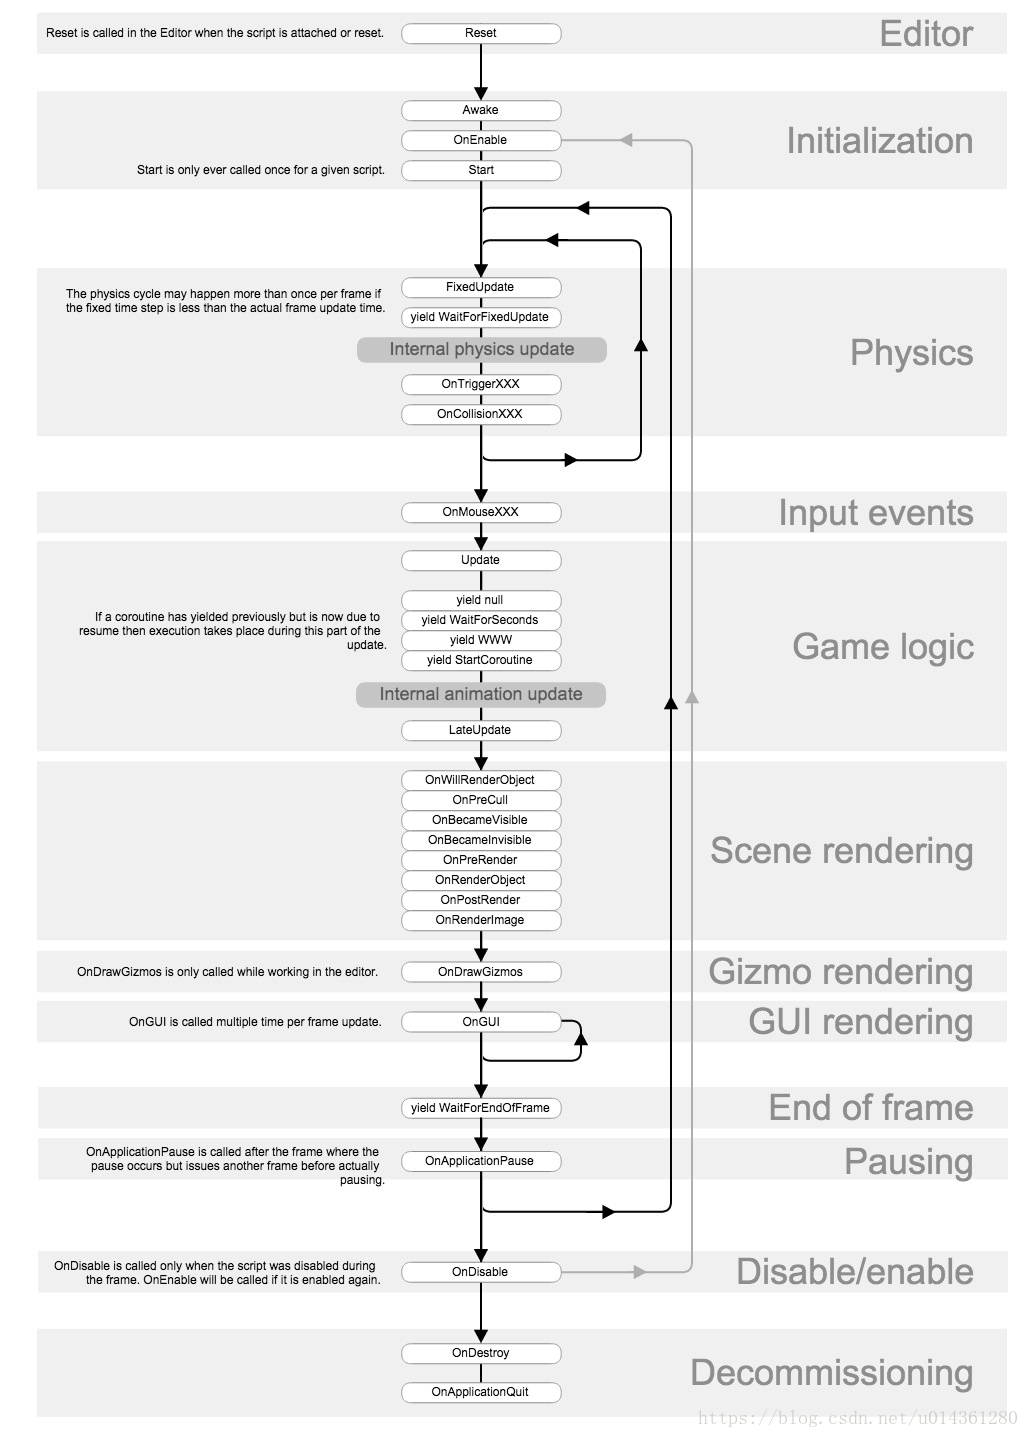 Reset is called in the Editor when the script is attached or reset.
Reset
Editor
Awake
OnEnable
Initialization
Start is only ever called once for a given script.
Start
FixedUpdate
The physics cycle may happen more than once per frame if
the fixed time step is less than the actual frame update time.
yield WaitForFixedUpdate
Internal physics update
Physics
OnTriggerXXX
OnCollisionXXX
OnMouseXXX
Input events
Update
yield null
If a coroutine has yielded previously but is now due to
resume then execution takes place during this part of the
update.
yield WaitForSeconds
yield WWW
yield StartCoroutine
Game logic
Internal animation update
LateUpdate
OnWillRenderObject
OnPreCull
OnBecameVisible
OnBecameInvisible
OnPreRender
OnRenderObject
OnPostRender
OnRenderImage
Scene rendering
OnDrawGizmos is only called while working in the editor.
OnDrawGizmos
Gizmo rendering
OnGUI is called multiple time per frame update.
OnGUI
GUI rendering
yield WaitForEndOfFrame
End of frame
OnApplicationPause is called after the frame where the
pause occurs but issues another frame before actually
pausing.
OnApplicationPause
Pausing
OnDisable is called only when the script was disabled during
the frame. OnEnable will be called if it is enabled again.
OnDisable
Disable/enable
OnDestroy
OnApplicationQuit
Decommissioning
https://blog.csdn.net/u014361280